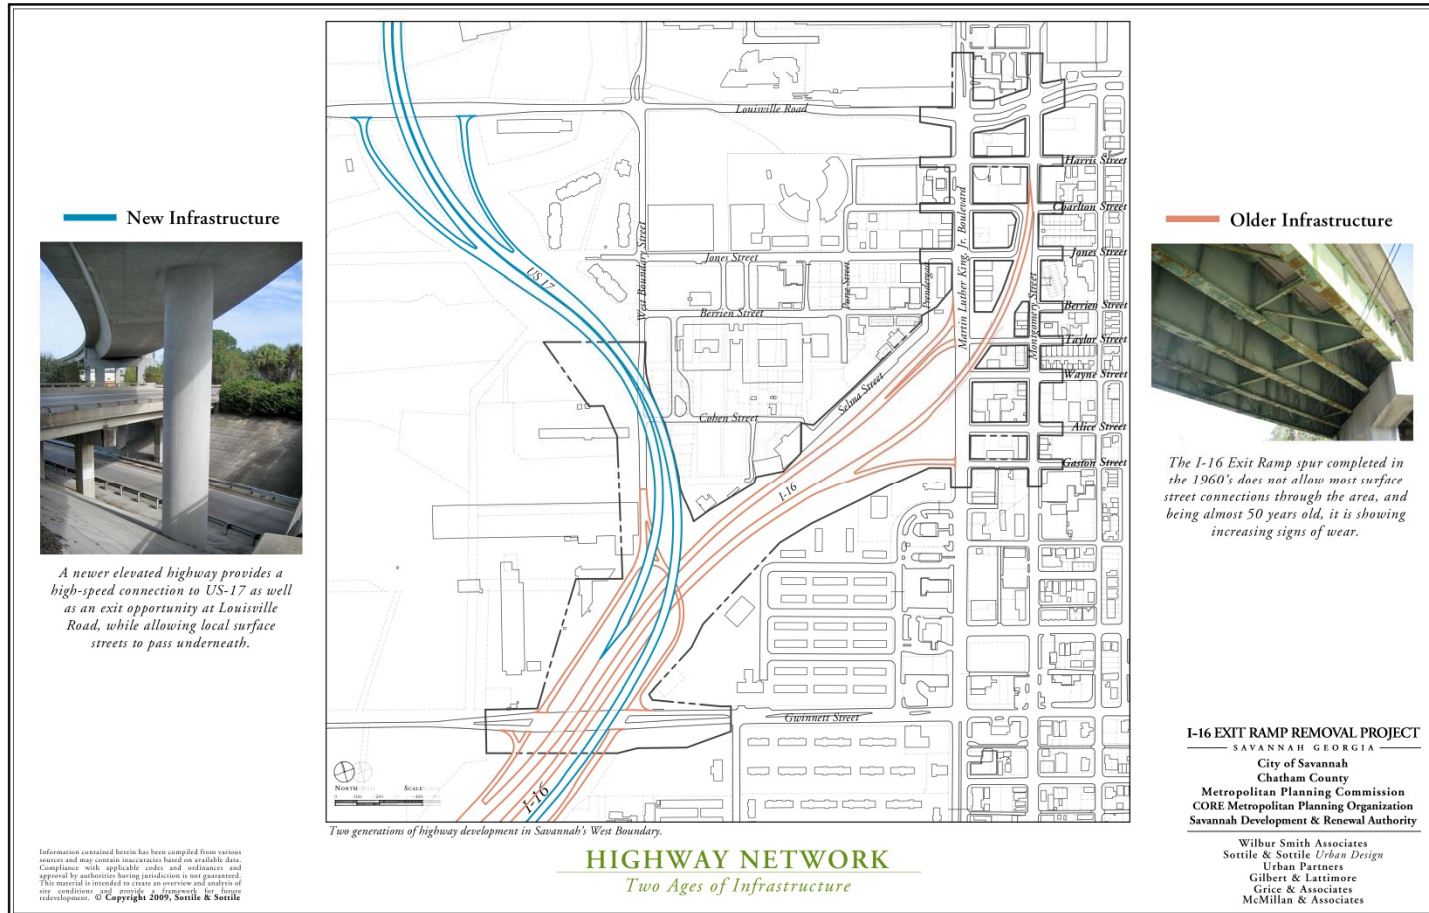 New Infrastructure
A newer elevated highway provides a
high-speed connection to US-17 as well
as an exit opportunity at Louisville
Road, while allowing local surface
streets to pass underneath.
Louisville Road
Harris Street
Charlton Street
Jones Street
Jones Street
Berrien Street
Berrien Street
Taylor Street
Wayne Street
Alice Street
Gaston Street
Martin Luther King, Jr. Boulevard
Montgomery Street
West Boundary Street
US 17
Selma Street
Cohen Street
I-16
Gwinnett Street
I-16
NORTH
SCALE
Two generations of highway development in Savannah's West Boundary.
Older Infrastructure
The I-16 Exit Ramp spur completed in
the 1960's does not allow most surface
street connections through the area, and
being almost 50 years old, it is showing
increasing signs of wear.
HIGHWAY NETWORK
Two Ages of Infrastructure
Information contained herein has been compiled from various
sources and may contain inaccuracies based on available data.
Compliance with applicable codes and ordinances and
approval by authorities having jurisdiction is not guaranteed.
This material is intended to create an overview and analysis of
site conditions and provide a framework for future
redevelopment. © Copyright 2009, Sottile & Sottile
I-16 EXIT RAMP REMOVAL PROJECT
SAVANNAH GEORGIA
City of Savannah
Chatham County
Metropolitan Planning Commission
CORE Metropolitan Planning Organization
Savannah Development & Renewal Authority
Wilbur Smith Associates
Sottile & Sottile Urban Design
Urban Partners
Gilbert & Lattimore
Grice & Associates
McMillan & Associates